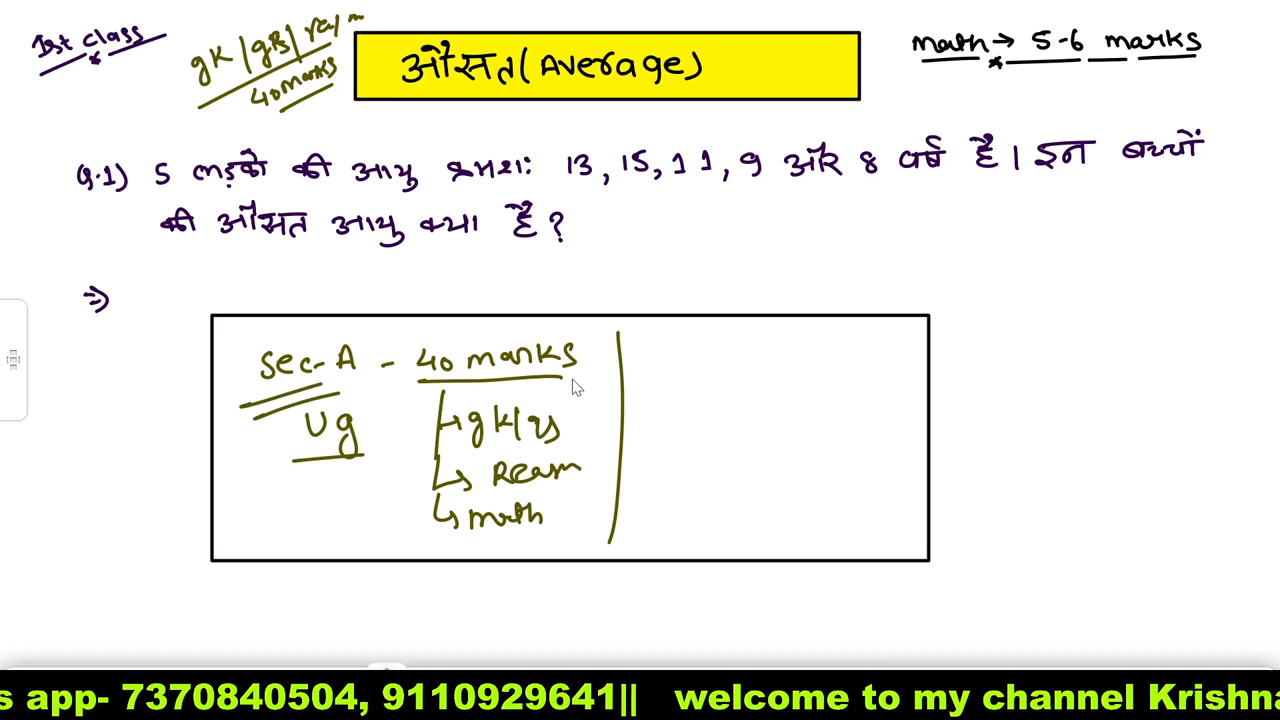 1st class
gk/gs/
40 marks
औसत (Average)
math → 5-6 marks
Q.1) 5 लड़को की आयु क्रमशः 13, 15, 11, 9 और 8 वर्ष है। इन बच्चों
की औसत आयु क्या है?
⇒
Sec-A - 40 marks
Ug
→ gk/gs
↳ Reason
↳ math
s app- 7370840504, 9110929641|| welcome to my channel Krishna